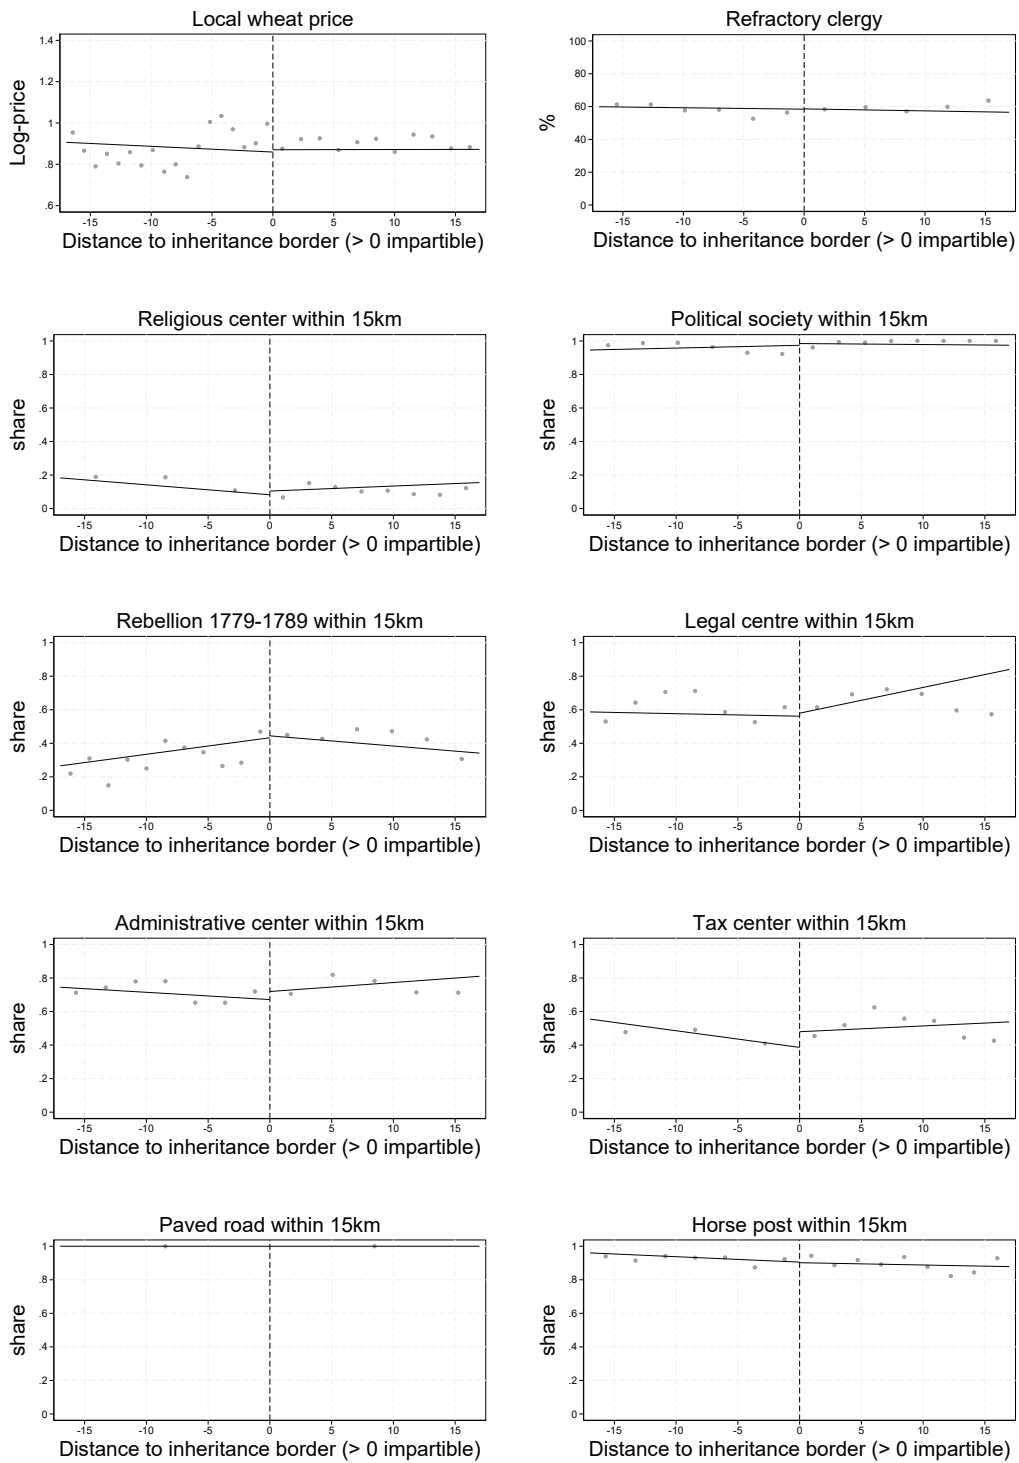 Local wheat price
1.4
1.2
1
.8
.6
Log-price
-15 -10 -5 0 5 10 15
Distance to inheritance border (> 0 impartible)
Refractory clergy
100
80
60
40
20
0
%
-15 -10 -5 0 5 10 15
Distance to inheritance border (> 0 impartible)
Religious center within 15km
1
.8
.6
.4
.2
0
share
-15 -10 -5 0 5 10 15
Distance to inheritance border (> 0 impartible)
Political society within 15km
1
.8
.6
.4
.2
0
share
-15 -10 -5 0 5 10 15
Distance to inheritance border (> 0 impartible)
Rebellion 1779-1789 within 15km
1
.8
.6
.4
.2
0
share
-15 -10 -5 0 5 10 15
Distance to inheritance border (> 0 impartible)
Legal centre within 15km
1
.8
.6
.4
.2
0
share
-15 -10 -5 0 5 10 15
Distance to inheritance border (> 0 impartible)
Administrative center within 15km
1
.8
.6
.4
.2
0
share
-15 -10 -5 0 5 10 15
Distance to inheritance border (> 0 impartible)
Tax center within 15km
1
.8
.6
.4
.2
0
share
-15 -10 -5 0 5 10 15
Distance to inheritance border (> 0 impartible)
Paved road within 15km
1
.8
.6
.4
.2
0
share
-15 -10 -5 0 5 10 15
Distance to inheritance border (> 0 impartible)
Horse post within 15km
1
.8
.6
.4
.2
0
share
-15 -10 -5 0 5 10 15
Distance to inheritance border (> 0 impartible)